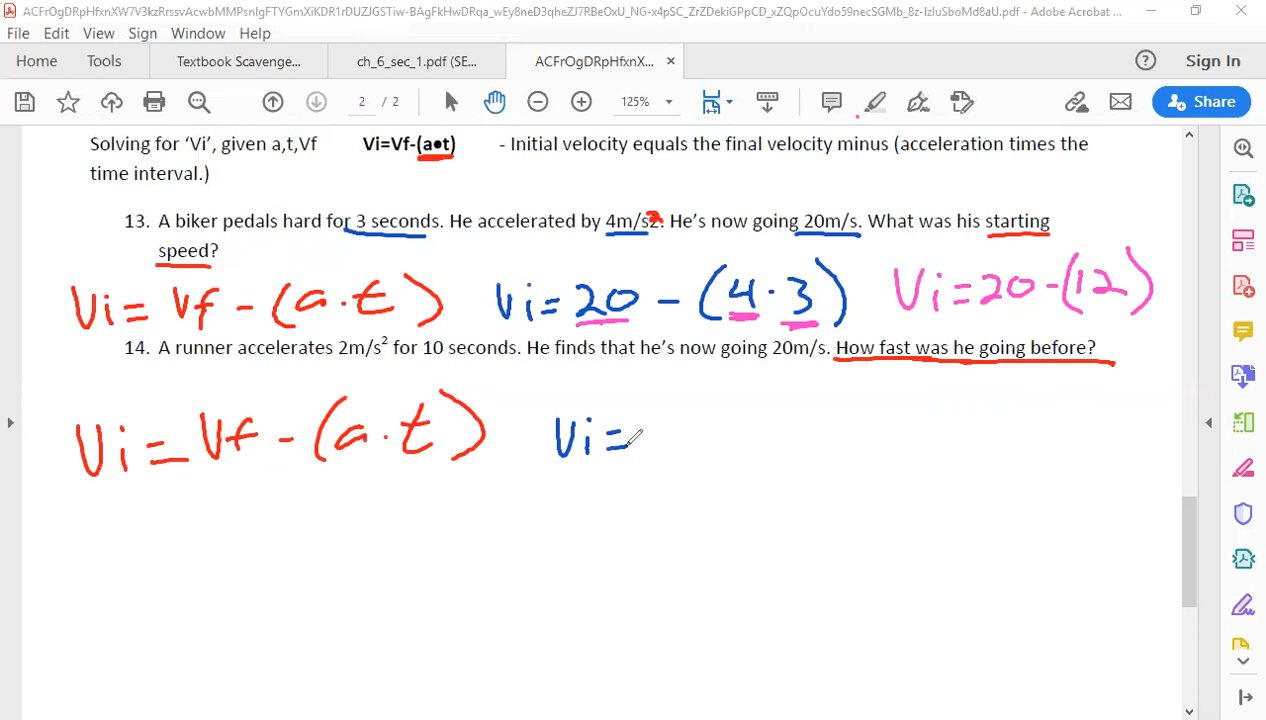 ACFrOgDRpHfxnXW7V3kzRrssvAcwbMMPsnIgFTYGmXiKDR1rDUZJGSTiw-BAgFkHwDRqa_wEy8neD3qheZJ7RBeOxU_NG-x4pSC_ZrZDekiGPpCD_xZQpOcuYdo59necSGMb_8z-IzluSboMd8aU.pdf - Adobe Acrobat ...
File Edit View Sign Window Help
Home Tools Textbook Scavenge... ch_6_sec_1.pdf (SE... ACFrOgDRpHfxnX... × Sign In
2 / 2 125% Share
Solving for ‘Vi’, given a,t,Vf Vi=Vf-(a•t) - Initial velocity equals the final velocity minus (acceleration times the
time interval.)
13. A biker pedals hard for 3 seconds. He accelerated by 4m/s2. He’s now going 20m/s. What was his starting
speed?
Vi = Vf - (a . t) Vi = 20 - (4 · 3) Vi = 20 - (12)
14. A runner accelerates 2m/s² for 10 seconds. He finds that he’s now going 20m/s. How fast was he going before?
Vi = Vf - (a . t) Vi =